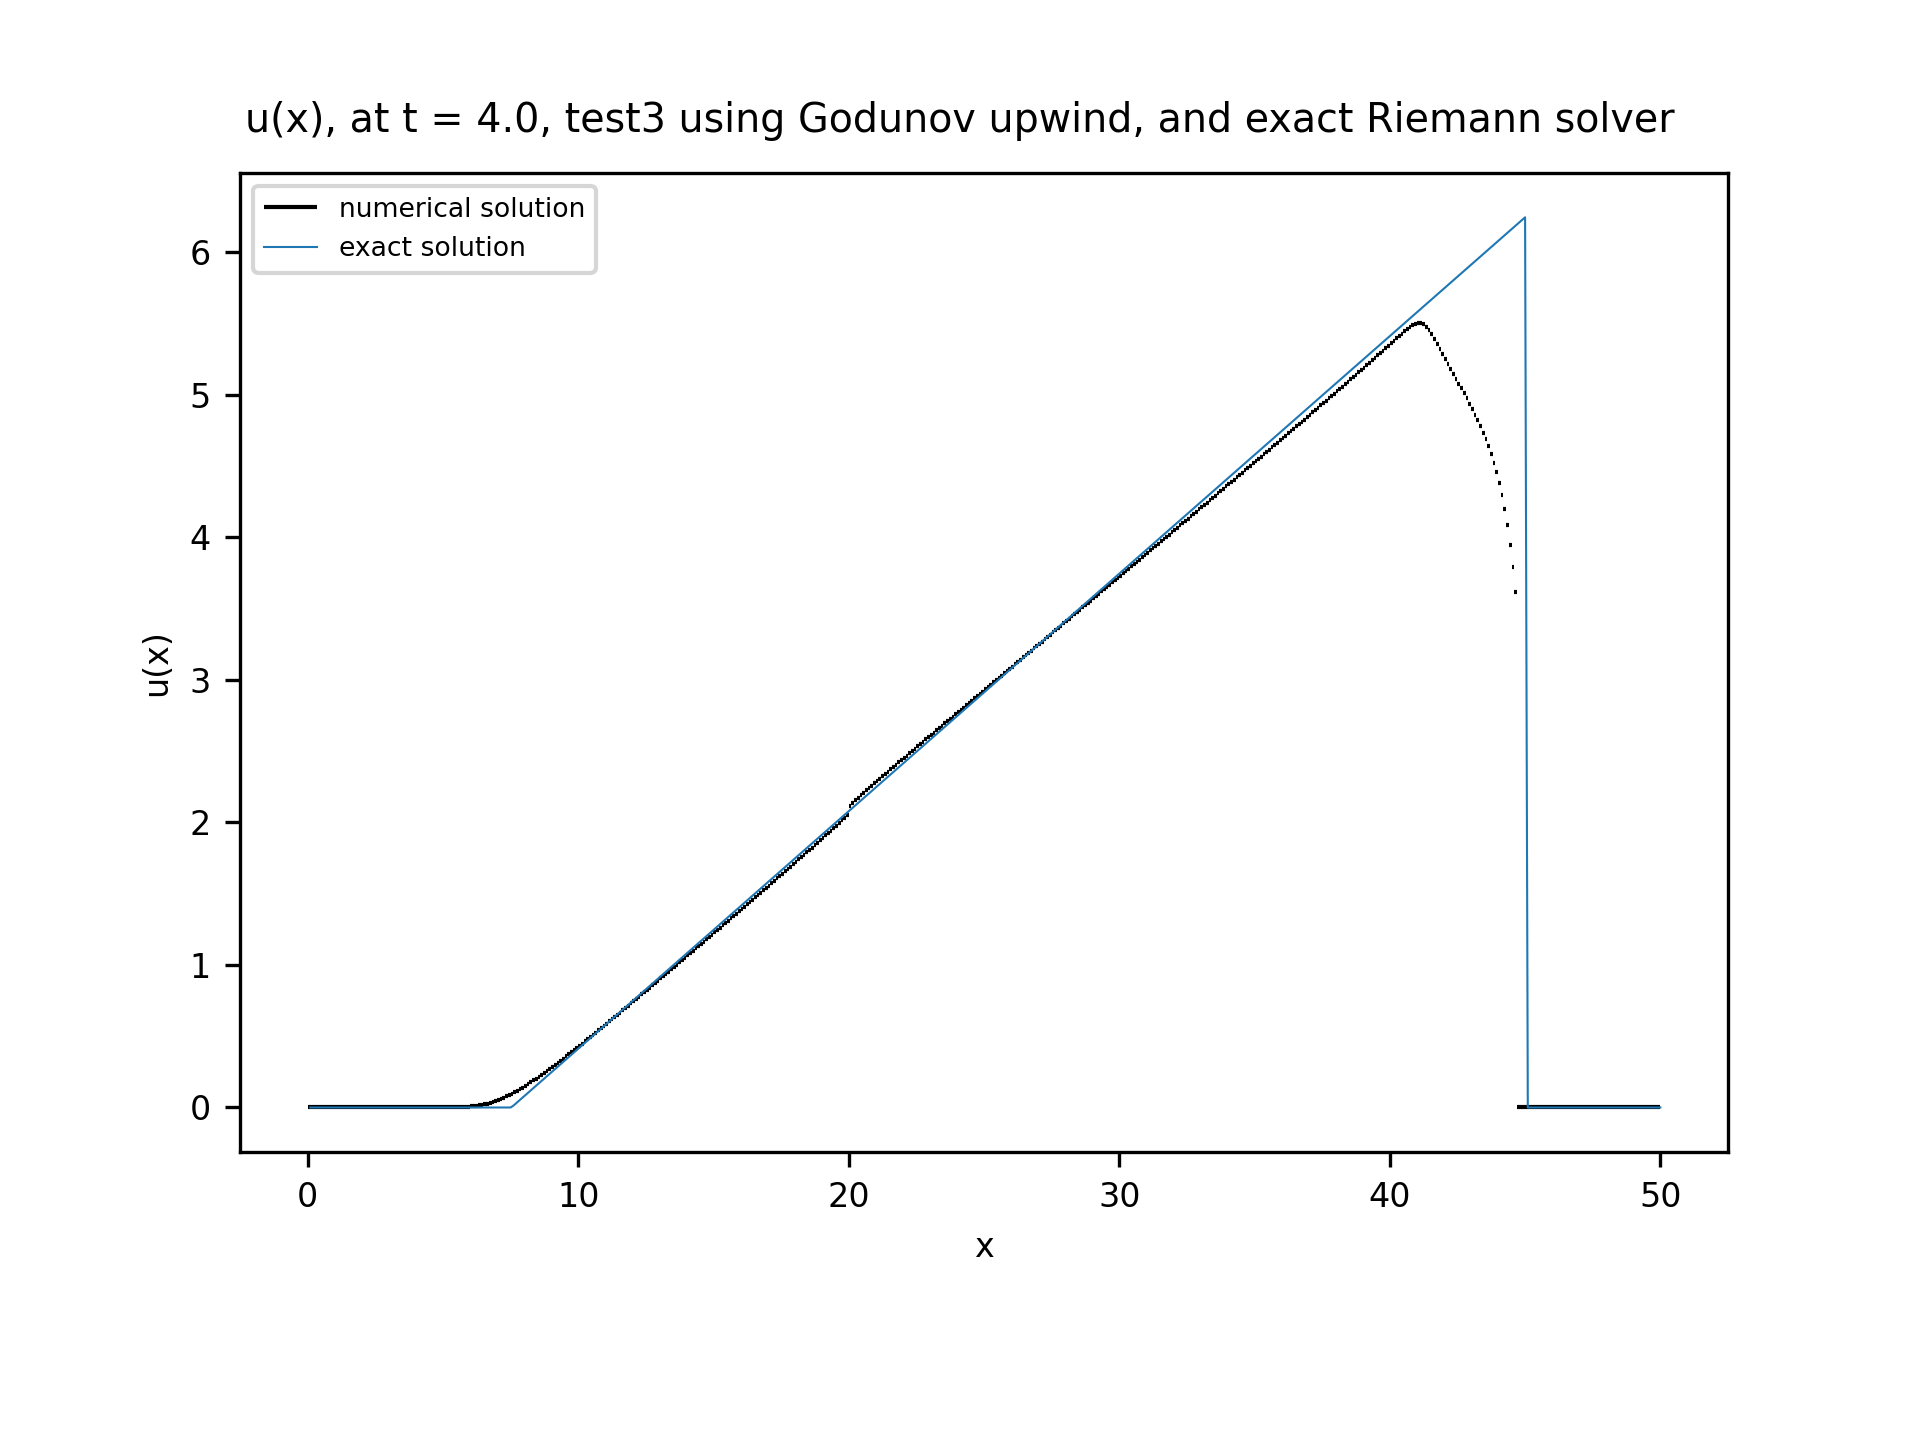 u(x), at t = 4.0, test3 using Godunov upwind, and exact Riemann solver
numerical solution
exact solution
6
5
4
3
2
1
0
u(x)
0 10 20 30 40 50
x